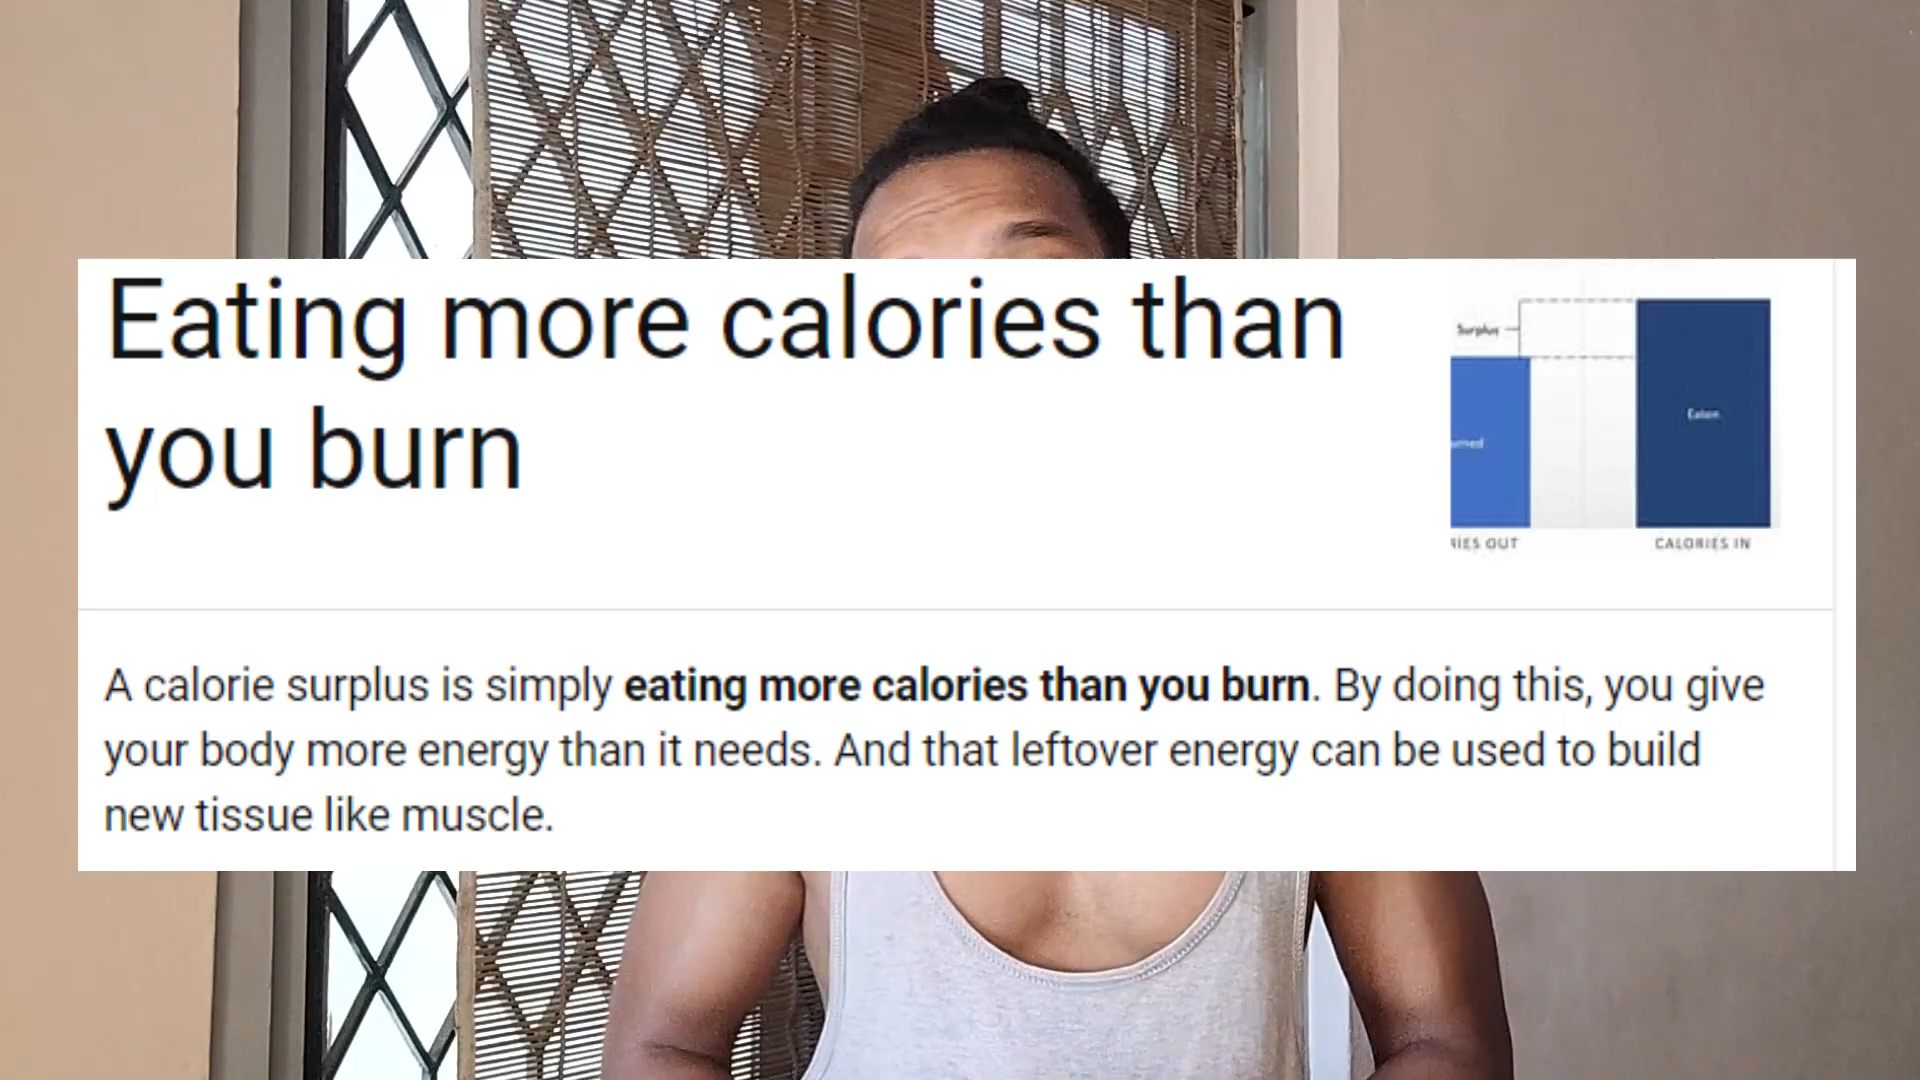 Eating more calories than
you burn
Surplus
Eaten
CALORIES IN
A calorie surplus is simply eating more calories than you burn. By doing this, you give
your body more energy than it needs. And that leftover energy can be used to build
new tissue like muscle.